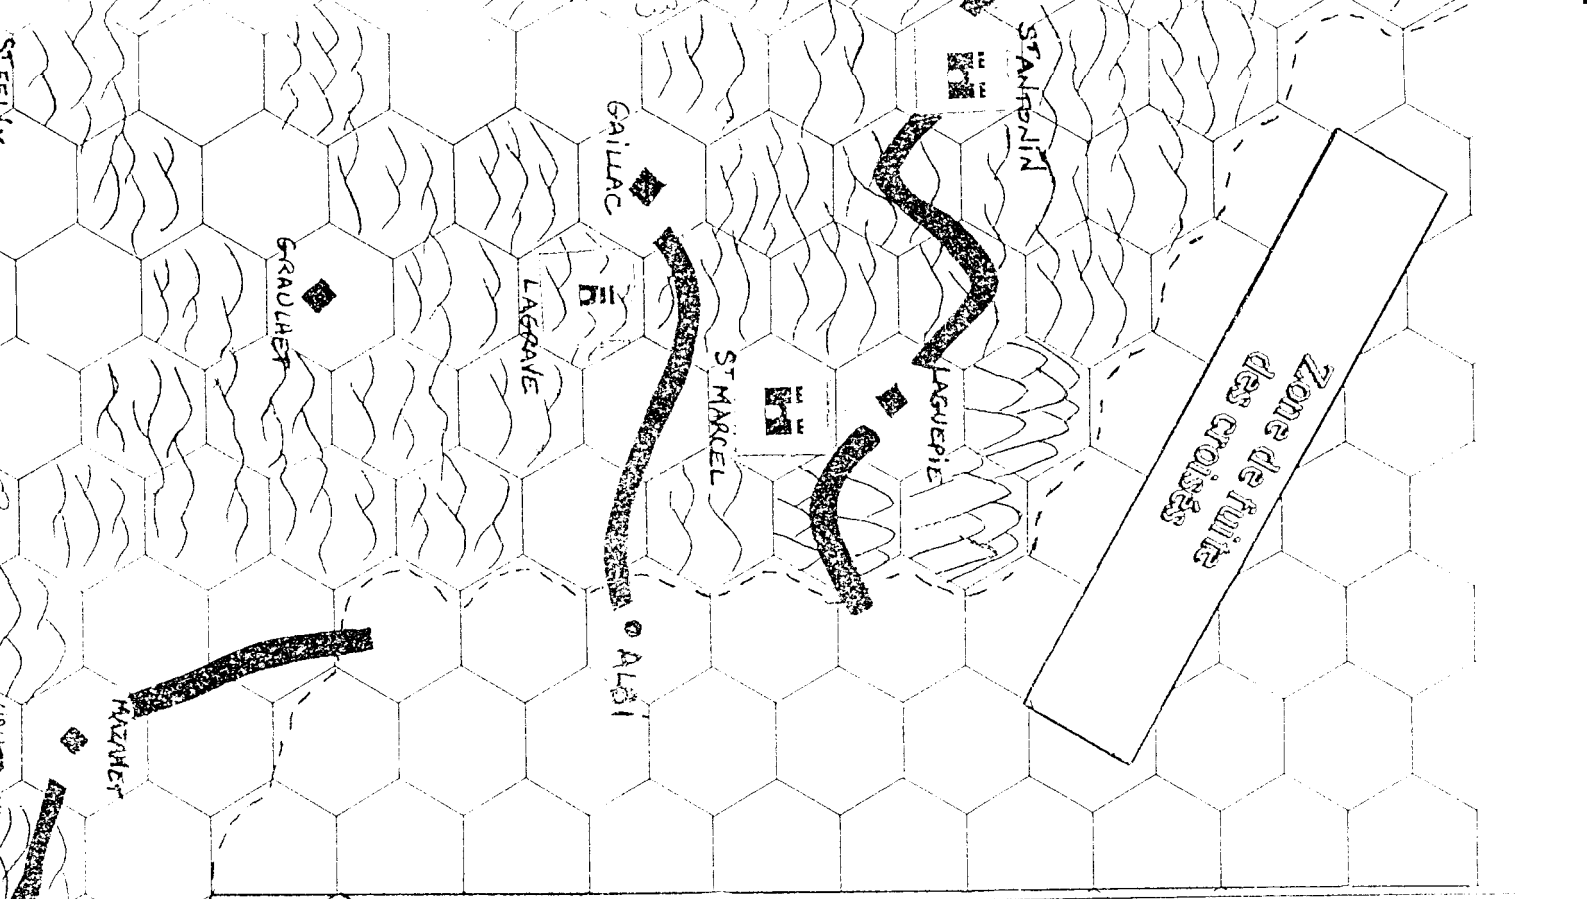 ST ANTONIN
Zone de fuite
des croisés
LAGUEPIE
ST MARCEL
GAILLAC
LAGRAVE
ALBI
GRAULHET
MAZAMET